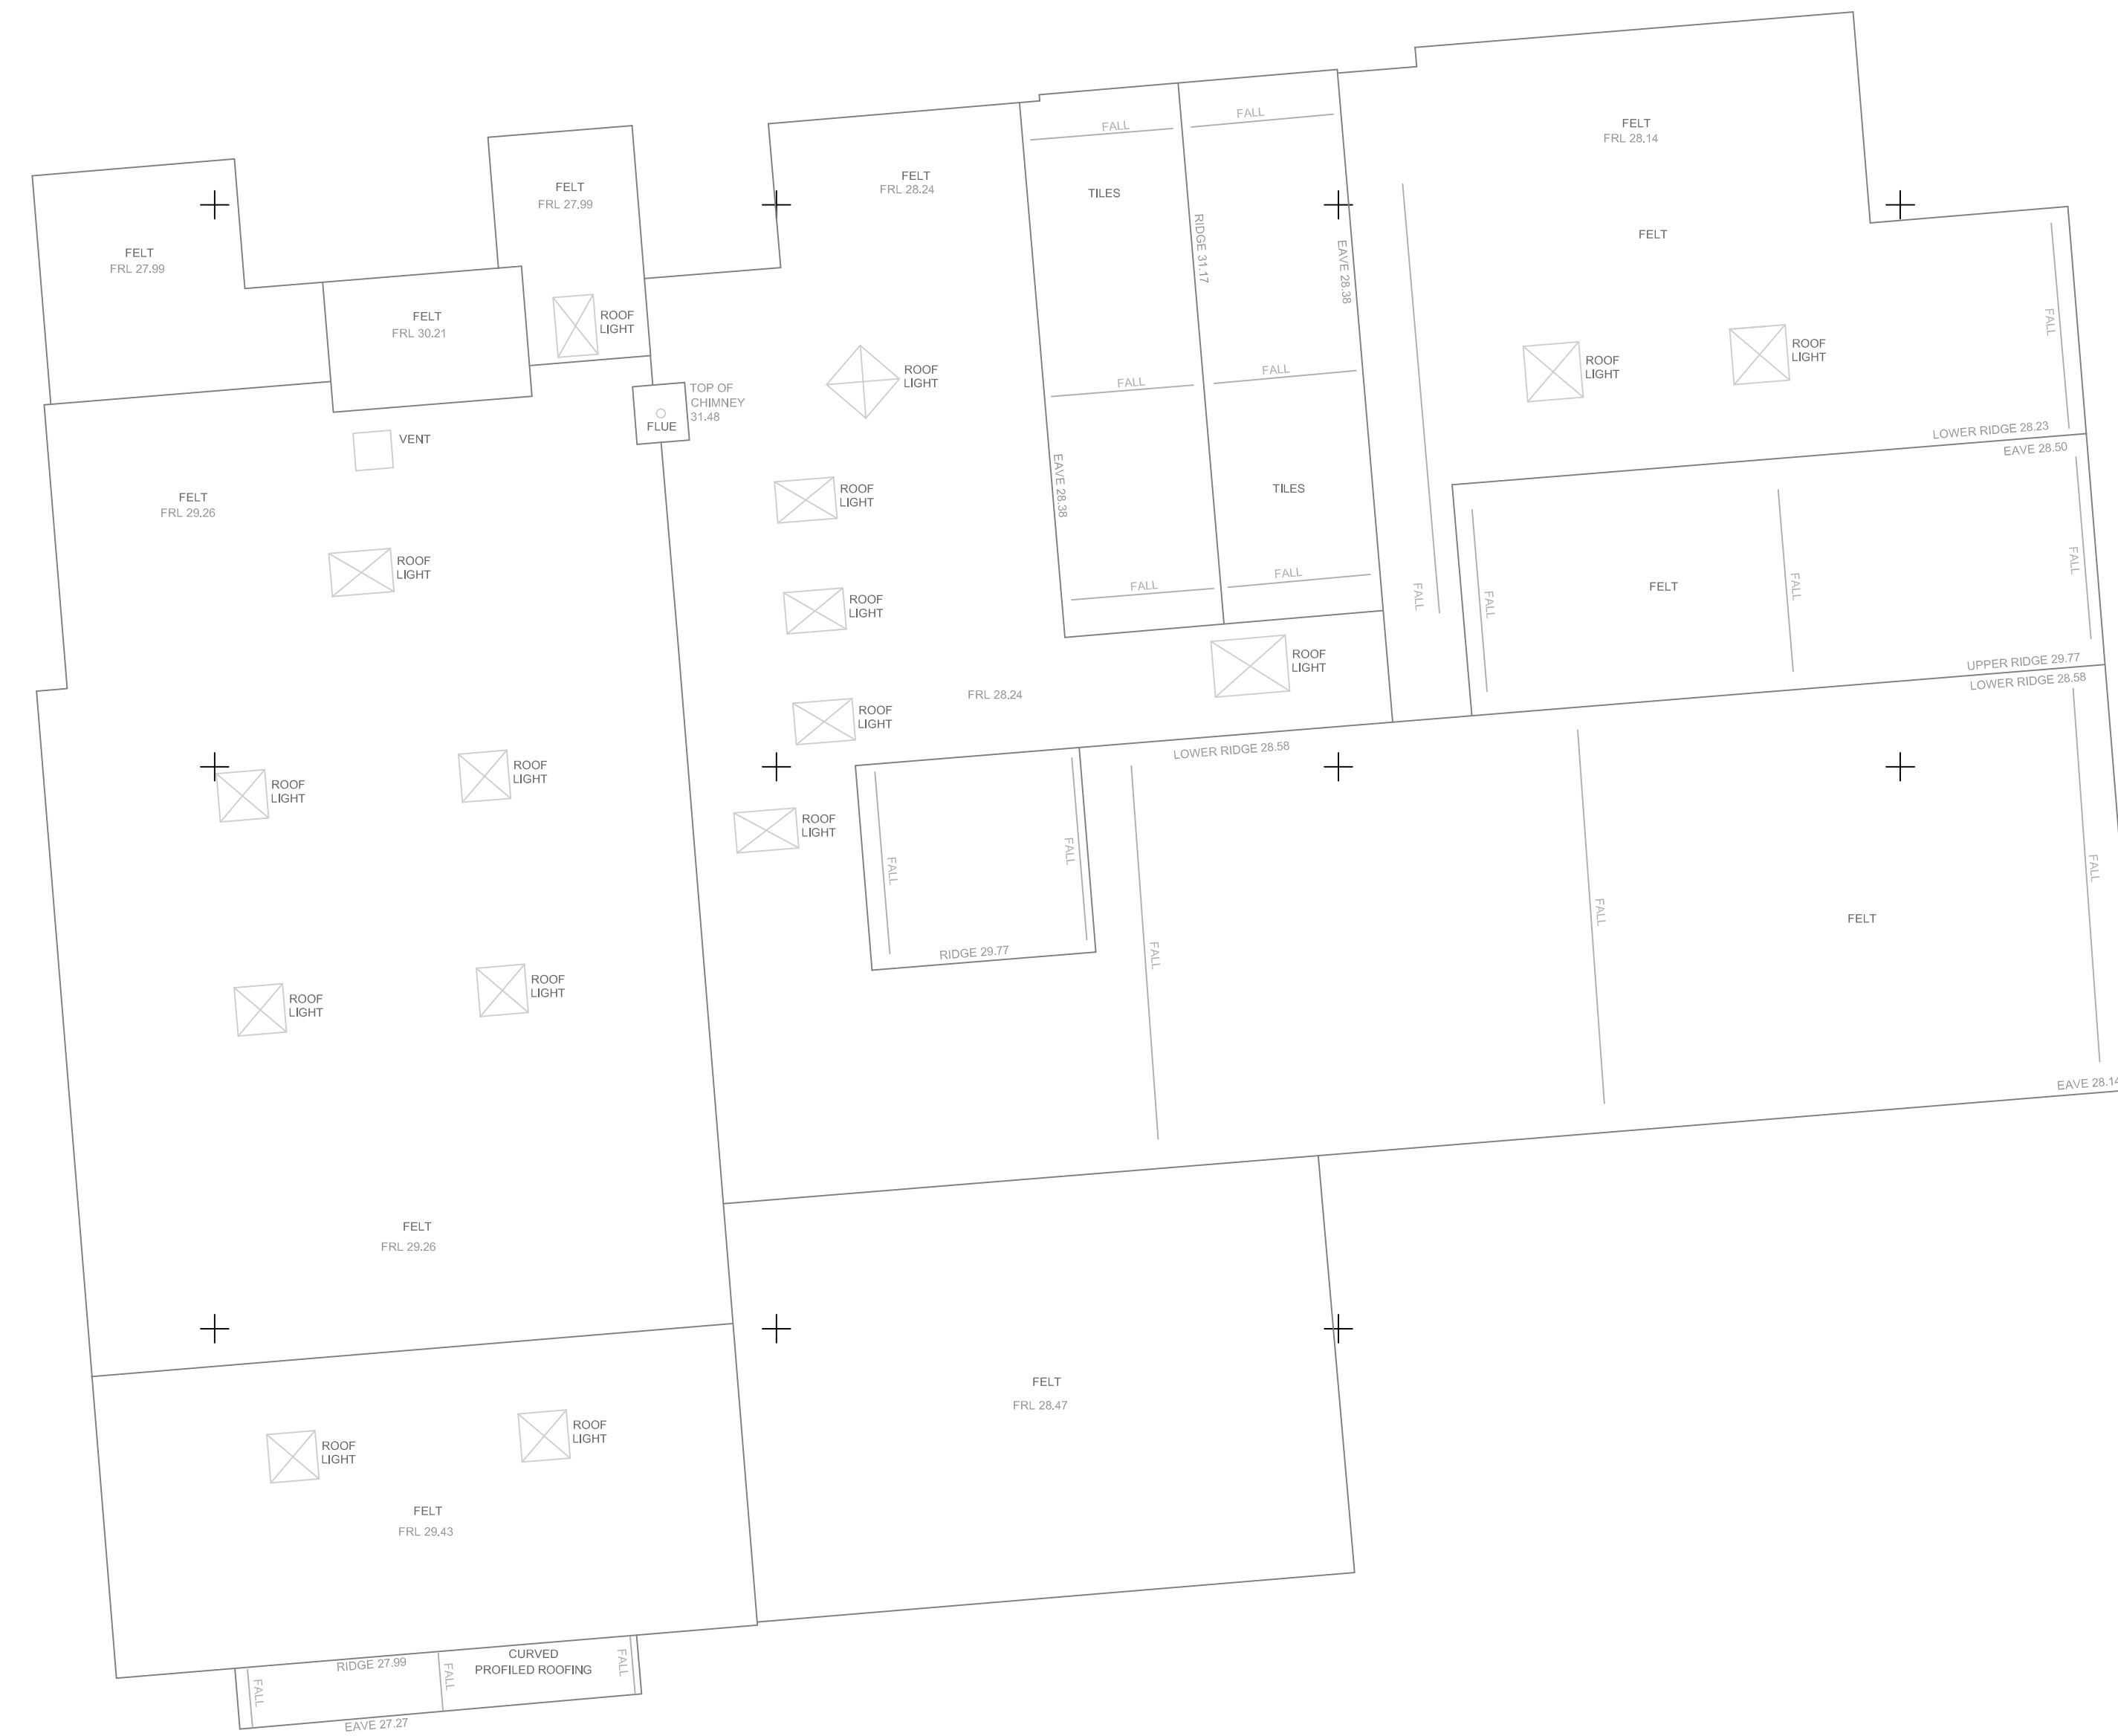 FELT
FRL 28.14
FALL
FALL
TILES
FELT
FRL 28.24
FELT
FRL 27.99
FELT
FRL 27.99
FELT
RIDGE 31.17
EAVE 28.38
FELT
FRL 30.21
ROOF
LIGHT
FALL
ROOF
LIGHT
ROOF
LIGHT
ROOF
LIGHT
FALL
FALL
TOP OF
CHIMNEY
31.48
FLUE
VENT
LOWER RIDGE 28.23
EAVE 28.50
FELT
FRL 29.26
EAVE 28.38
ROOF
LIGHT
TILES
ROOF
LIGHT
FALL
FALL
ROOF
LIGHT
FALL
FALL
FELT
FALL
FALL
ROOF
LIGHT
UPPER RIDGE 29.77
LOWER RIDGE 28.58
FRL 28.24
ROOF
LIGHT
LOWER RIDGE 28.58
ROOF
LIGHT
ROOF
LIGHT
ROOF
LIGHT
FALL
FALL
FALL
FALL
FALL
FELT
RIDGE 29.77
ROOF
LIGHT
ROOF
LIGHT
EAVE 28.14
FELT
FRL 29.26
FELT
FRL 28.47
ROOF
LIGHT
ROOF
LIGHT
FELT
FRL 29.43
RIDGE 27.99
CURVED
PROFILED ROOFING
FALL
FALL
FALL
EAVE 27.27